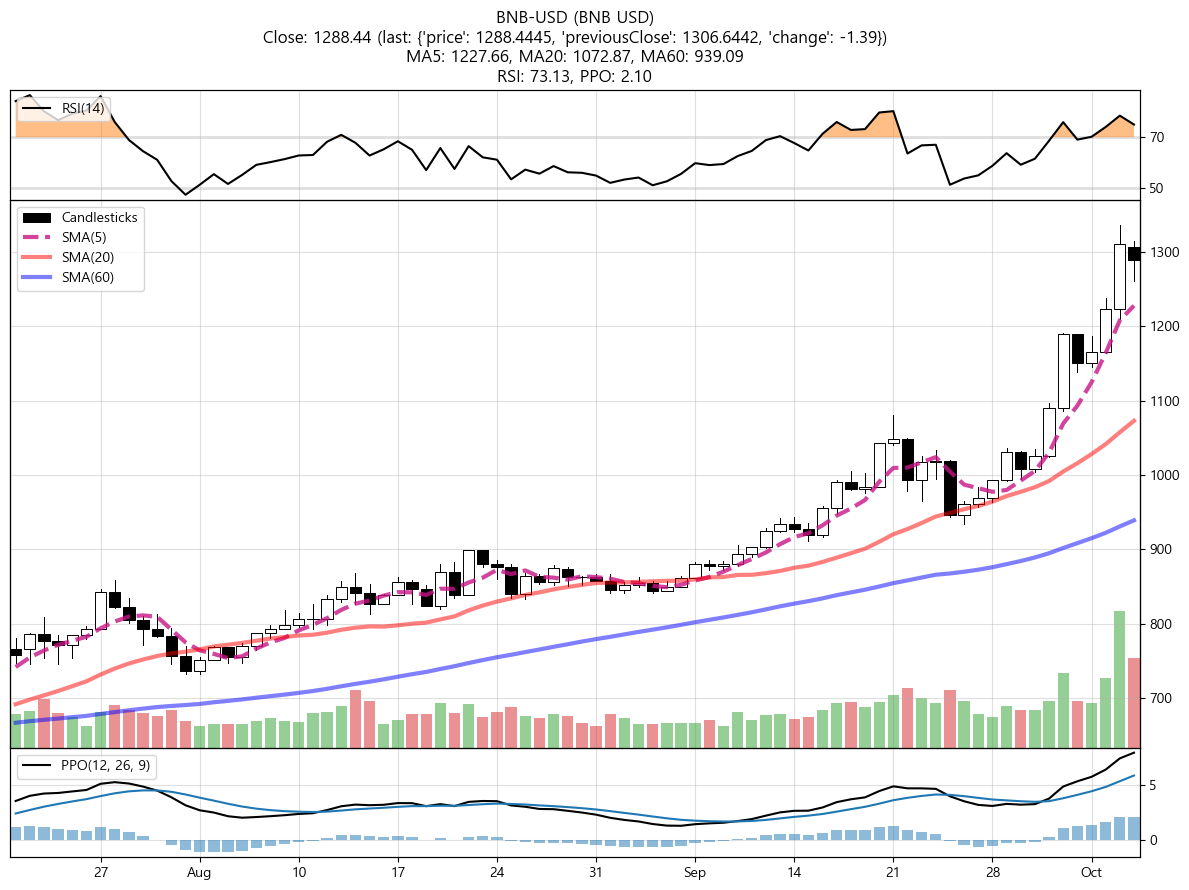 BNB-USD (BNB USD)
Close: 1288.44 (last: {'price': 1288.4445, 'previousClose': 1306.6442, 'change': -1.39})
MA5: 1227.66, MA20: 1072.87, MA60: 939.09
RSI: 73.13, PPO: 2.10
RSI(14)
70
50
Candlesticks
SMA(5)
SMA(20)
SMA(60)
1300
1200
1100
1000
900
800
700
PPO(12, 26, 9)
5
0
27 Aug 10 17 24 31 Sep 14 21 28 Oct